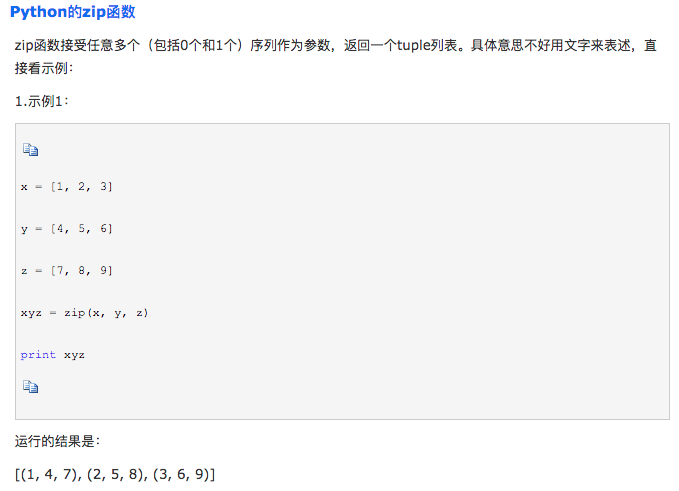 Python的zip函数
zip函数接受任意多个（包括0个和1个）序列作为参数，返回一个tuple列表。具体意思不好用文字来表述，直
接看示例：
1.示例1：
x = [1, 2, 3]
y = [4, 5, 6]
z = [7, 8, 9]
xyz = zip(x, y, z)
print xyz
运行的结果是：
[(1, 4, 7), (2, 5, 8), (3, 6, 9)]